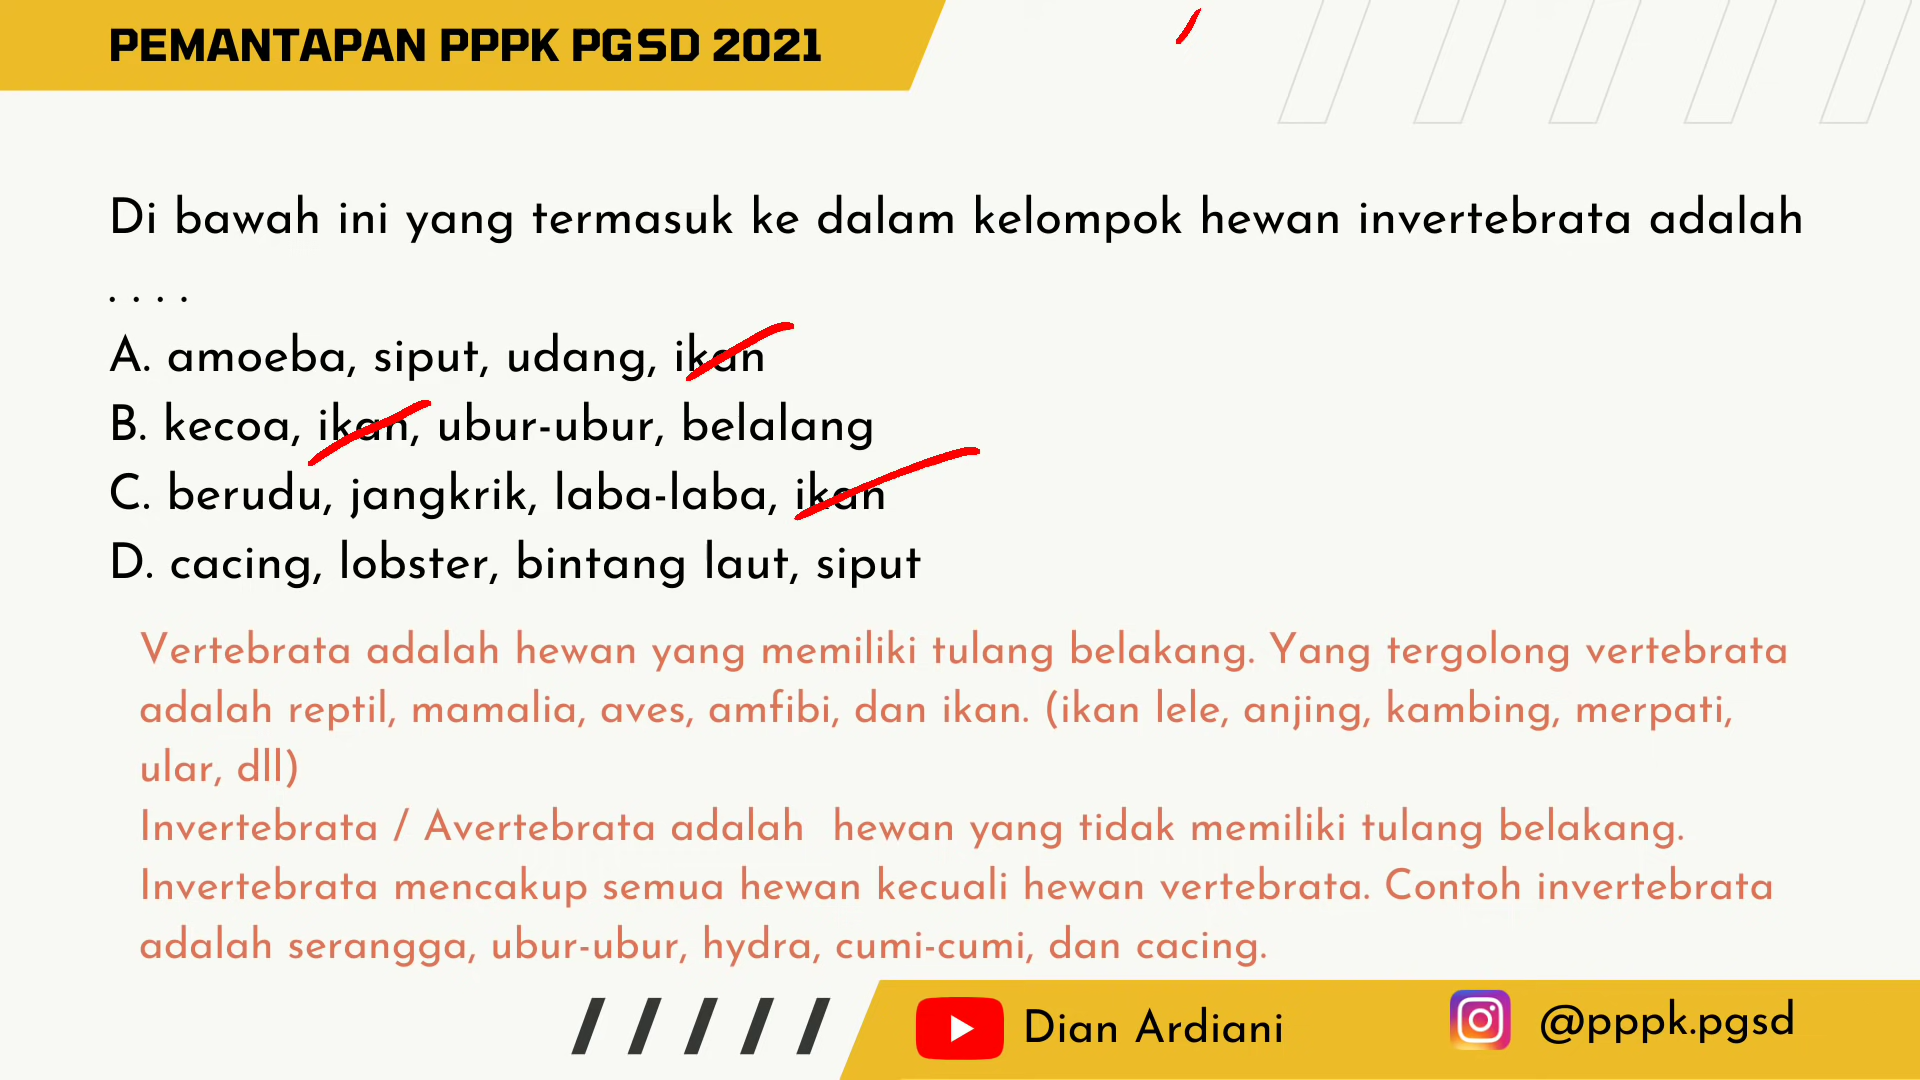 PEMANTAPAN PPPK PGSD 2021
Di bawah ini yang termasuk ke dalam kelompok hewan invertebrata adalah
. . . .
A. amoeba, siput, udang, ikan
B. kecoa, ikan, ubur-ubur, belalang
C. berudu, jangkrik, laba-laba, ikan
D. cacing, lobster, bintang laut, siput
Vertebrata adalah hewan yang memiliki tulang belakang. Yang tergolong vertebrata
adalah reptil, mamalia, aves, amfibi, dan ikan. (ikan lele, anjing, kambing, merpati,
ular, dll)
Invertebrata / Avertebrata adalah  hewan yang tidak memiliki tulang belakang.
Invertebrata mencakup semua hewan kecuali hewan vertebrata. Contoh invertebrata
adalah serangga, ubur-ubur, hydra, cumi-cumi, dan cacing.
Dian Ardiani
@pppk.pgsd